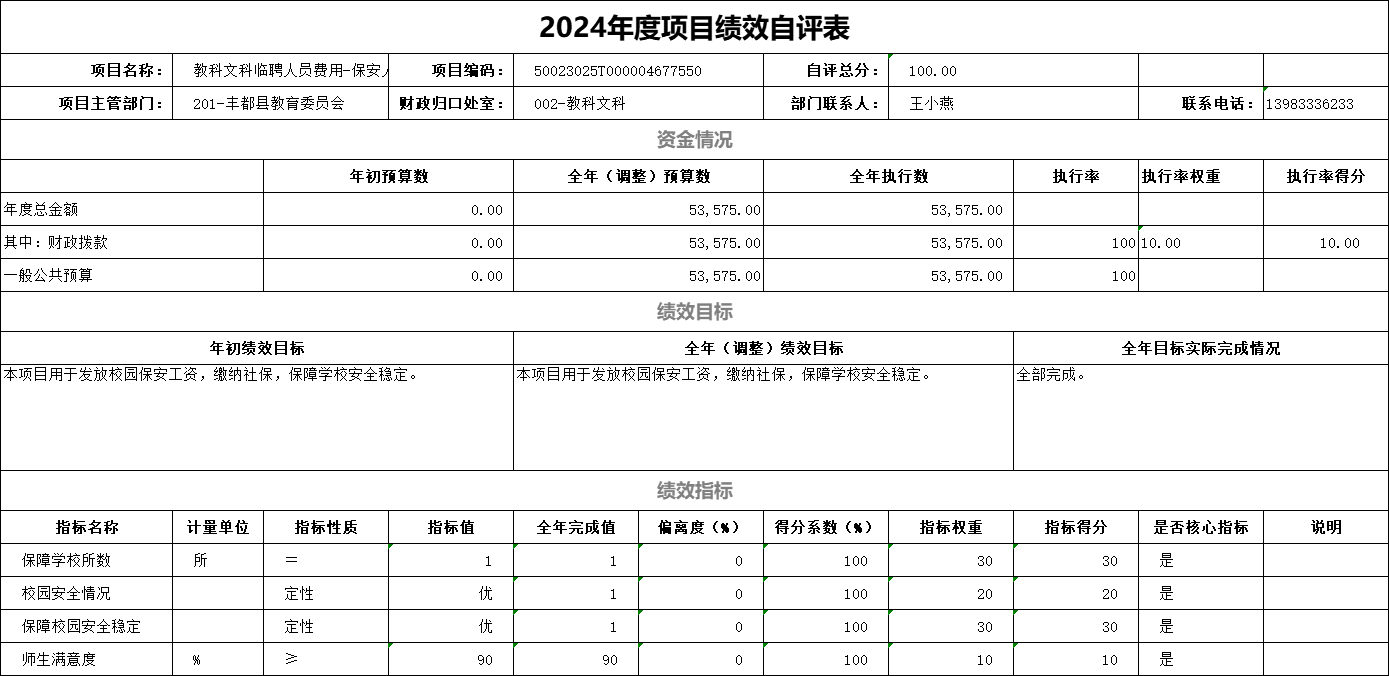 2024年度项目绩效自评表
项目名称： 教科文科临聘人员费用-保安 项目编码： 50023025T000004677550 自评总分： 100.00
项目主管部门： 201-丰都县教育委员会 财政归口处室： 002-教科文科 部门联系人： 王小燕 联系电话： 13983336233
资金情况
年初预算数 全年（调整）预算数 全年执行数 执行率 执行率权重 执行率得分
年度总金额 0.00 53,575.00 53,575.00
其中：财政拨款 0.00 53,575.00 53,575.00 100 10.00 10.00
一般公共预算 0.00 53,575.00 53,575.00 100
绩效目标
年初绩效目标 全年（调整）绩效目标 全年目标实际完成情况
本项目用于发放校园保安工资，缴纳社保，保障学校安全稳定。 本项目用于发放校园保安工资，缴纳社保，保障学校安全稳定。 全部完成。
绩效指标
指标名称 计量单位 指标性质 指标值 全年完成值 偏离度（%） 得分系数（%） 指标权重 指标得分 是否核心指标 说明
保障学校所数 所 ＝ 1 1 0 100 30 30 是
校园安全情况 定性 优 1 0 100 20 20 是
保障校园安全稳定 定性 优 1 0 100 30 30 是
师生满意度 % ≥ 90 90 0 100 10 10 是